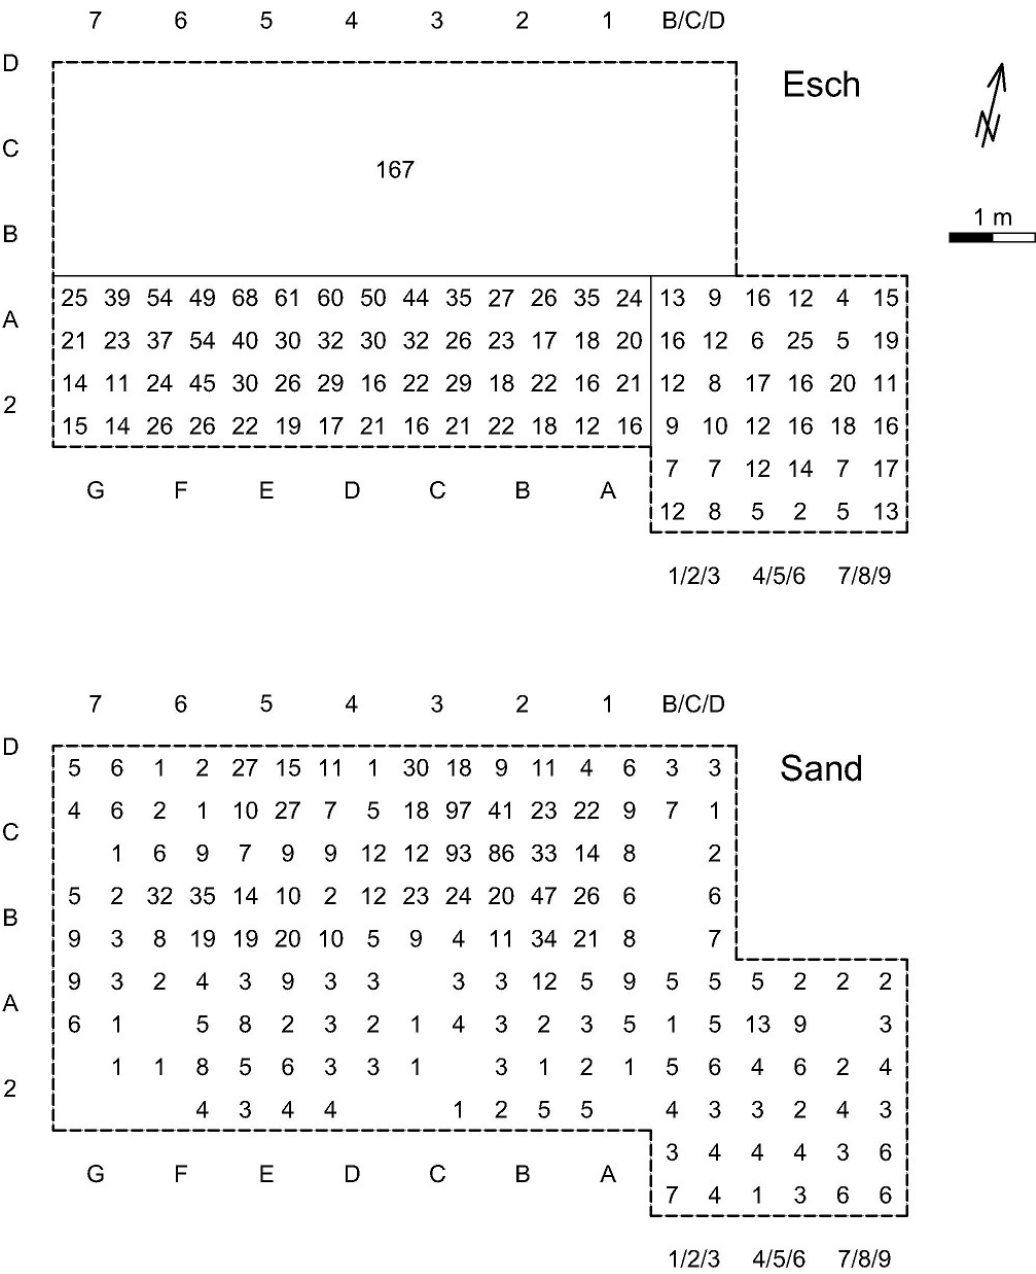 7 6 5 4 3 2 1 B/C/D
D
Esch
C
167
N
1 m
B
25 39 54 49 68 61 60 50 44 35 27 26 35 24 13 9 16 12 4 15
A
21 23 37 54 40 30 32 30 32 26 23 17 18 20 16 12 6 25 5 19
14 11 24 45 30 26 29 16 22 29 18 22 16 21 12 8 17 16 20 11
2
15 14 26 26 22 19 17 21 16 21 22 18 12 16 9 10 12 16 18 16
7 7 12 14 7 17
G F E D C B A
12 8 5 2 5 13
1/2/3 4/5/6 7/8/9
7 6 5 4 3 2 1 B/C/D
D
Sand
5 6 1 2 27 15 11 1 30 18 9 11 4 6 3 3
4 6 2 1 10 27 7 5 18 97 41 23 22 9 7 1
C
1 6 9 7 9 9 12 12 93 86 33 14 8 2
5 2 32 35 14 10 2 12 23 24 20 47 26 6 6
B
9 3 8 19 19 20 10 5 9 4 11 34 21 8 7
9 3 2 4 3 9 3 3 3 3 12 5 9 5 5 5 2 2 2
A
6 1 5 8 2 3 2 1 4 3 2 3 5 1 5 13 9 3
1 1 8 5 6 3 3 1 3 1 2 1 5 6 4 6 2 4
2
4 3 4 4 1 2 5 5 4 3 3 2 4 3
3 4 4 4 3 6
G F E D C B A
7 4 1 3 6 6
1/2/3 4/5/6 7/8/9